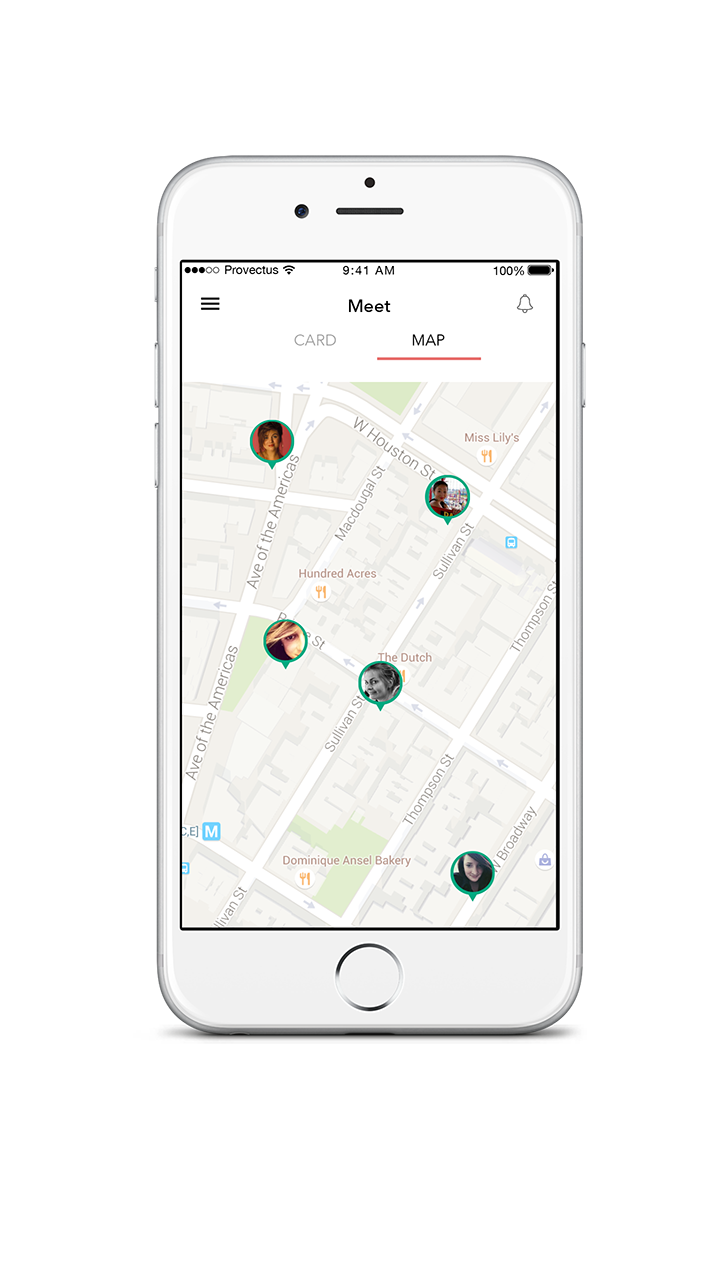 Provectus
9:41 AM
100%
Meet
CARD
MAP
W Houston St
Miss Lily's
Ave of the Americas
Macdougal St
Sullivan St
Hundred Acres
Thompson St
St
The Dutch
Ave of the Americas
Sullivan St
Thompson St
C,E] M
W Broadway
Dominique Ansel Bakery
llivan St